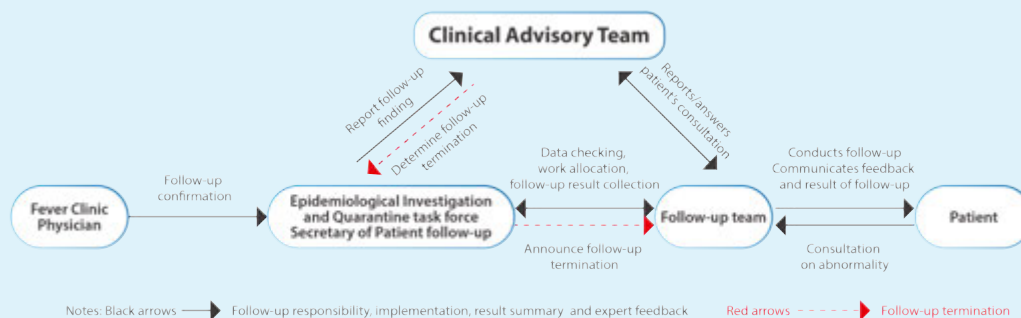 Clinical Advisory Team
Report follow-up
finding
Determine follow-up
termination
Reports/answers
patient's consultation
Follow-up
confirmation
Data checking,
work allocation,
follow-up result collection
Conducts follow-up
Communicates feedback
and result of follow-up
Fever Clinic
Physician
Epidemiological Investigation
and Quarantine task force
Secretary of Patient follow-up
Follow-up team
Patient
Announce follow-up
termination
Consultation
on abnormality
Notes: Black arrows Follow-up responsibility, implementation, result summary and expert feedback Red arrows Follow-up termination